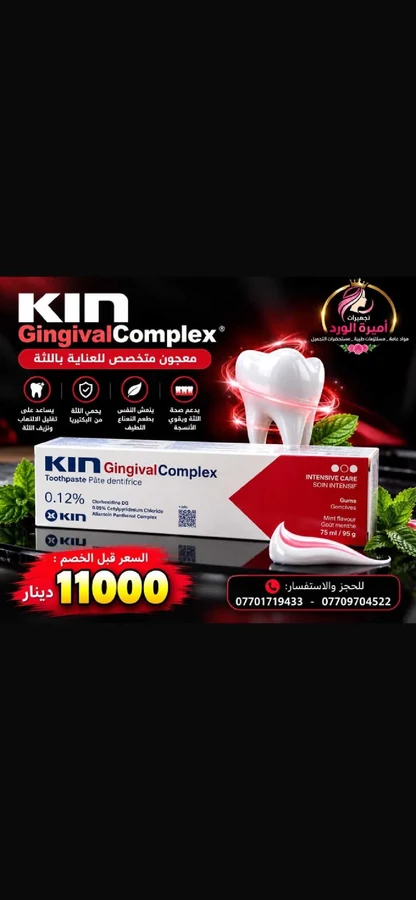 KIN
GingivalComplex®
معجون متخصص للعناية باللثة
تجهيزات
أميرة الورد
مواد عامة . مستلزمات طبية . مستحضرات التجميل
يدعم صحة
اللثة ويقوي
الأنسجة
ينعش النفس
بطعم النعناع
اللطيف
يحمي اللثة
من البكتيريا
يساعد على
تقليل الالتهاب
ونزيف اللثة
KIN GingivalComplex
Toothpaste Pâte dentifrice
0.12%
Clorhexidina DG
0.05% Cetylpyridinium Chloride
Allantoin Panthenol Complex
KIN
INTENSIVE CARE
SOIN INTENSIF
Gums
Gencives
Mint flavour
Goût menthe
75 ml / 95 g
السعر قبل الخصم :
11000 دينار
للحجز والاستفسار:
07701719433 - 07709704522